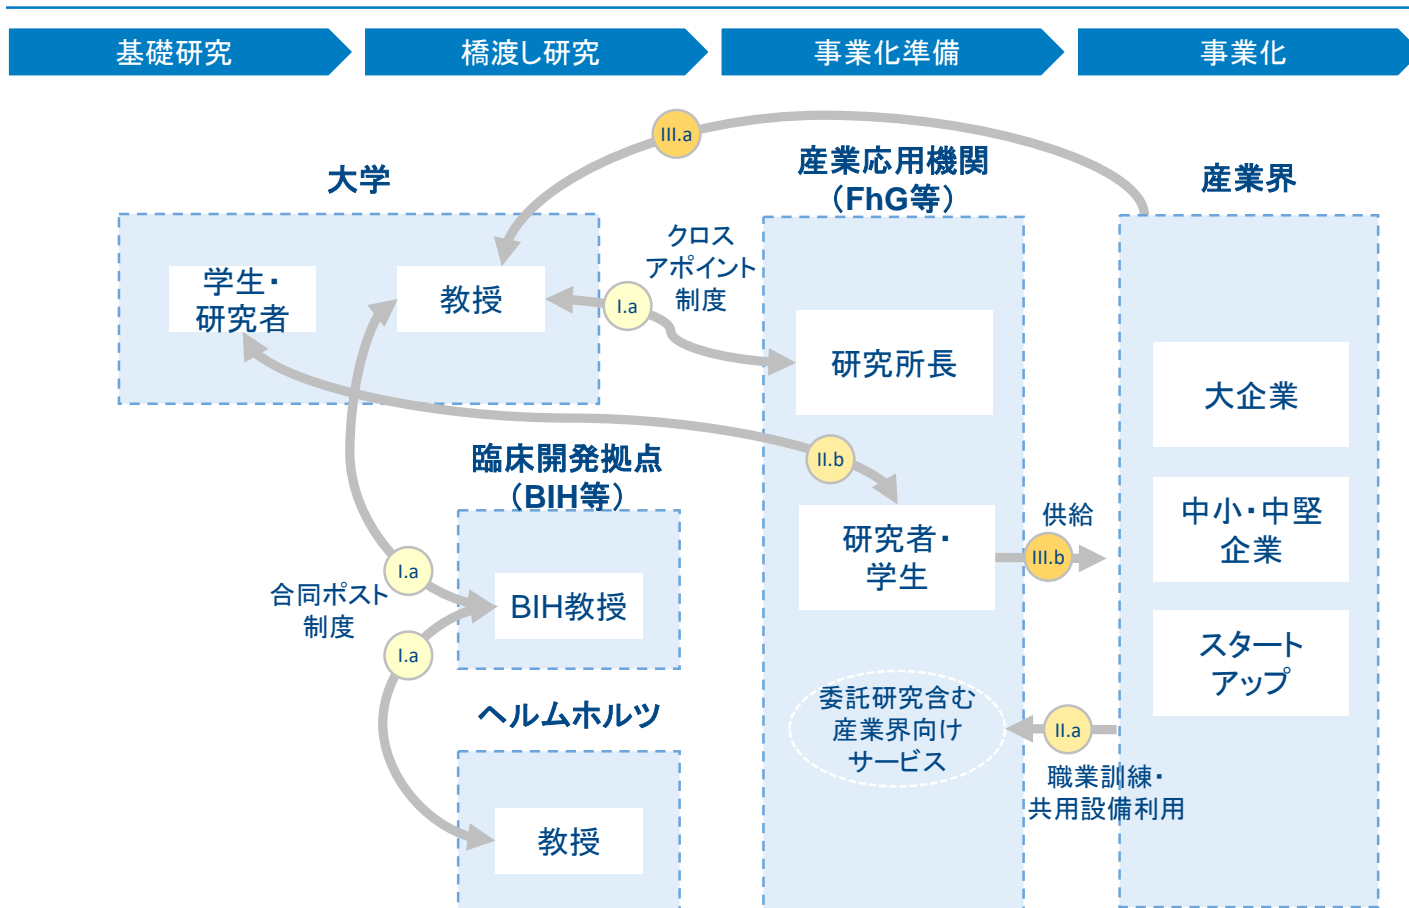 基礎研究
橋渡し研究
事業化準備
事業化
III.a
大学
産業応用機関
（FhG等）
産業界
クロス
アポイント
制度
学生・
研究者
教授
I.a
研究所長
大企業
II.b
臨床開発拠点
（BIH等）
中小・中堅
企業
供給
研究者・
学生
III.b
I.a
合同ポスト
制度
BIH教授
I.a
スタート
アップ
ヘルムホルツ
委託研究含む
産業界向け
サービス
II.a
職業訓練・
共用設備利用
教授